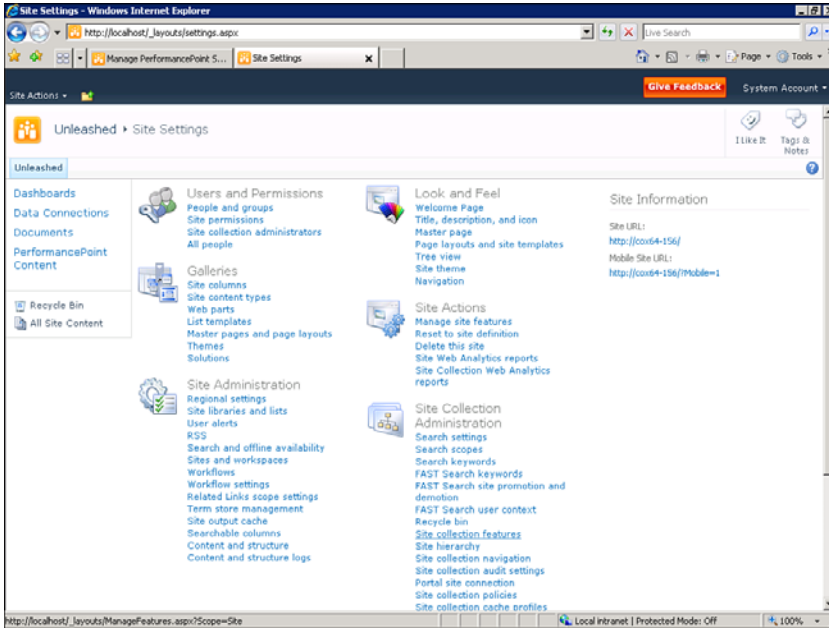 Site Settings - Windows Internet Explorer
http://localhost/_layouts/settings.aspx
Live Search
Manage PerformancePoint S...
Site Settings
Page
Tools
Site Actions
Give Feedback
System Account
Unleashed ▸ Site Settings
I Like It
Tags & Notes
Unleashed
Dashboards
Data Connections
Documents
PerformancePoint
Content
Recycle Bin
All Site Content
Users and Permissions
People and groups
Site permissions
Site collection administrators
All people
Galleries
Site columns
Site content types
Web parts
List templates
Master pages and page layouts
Themes
Solutions
Site Administration
Regional settings
Site libraries and lists
User alerts
RSS
Search and offline availability
Sites and workspaces
Workflows
Workflow settings
Related Links scope settings
Term store management
Site output cache
Searchable columns
Content and structure
Content and structure logs
Look and Feel
Welcome Page
Title, description, and icon
Master page
Page layouts and site templates
Tree view
Site theme
Navigation
Site Actions
Manage site features
Reset to site definition
Delete this site
Site Web Analytics reports
Site Collection Web Analytics
reports
Site Collection
Administration
Search settings
Search scopes
Search keywords
FAST Search keywords
FAST Search site promotion and
demotion
FAST Search user context
Recycle bin
Site collection features
Site hierarchy
Site collection navigation
Site collection audit settings
Portal site connection
Site collection policies
Site collection cache profiles
Site Information
Site URL:
http://cox64-156/
Mobile Site URL:
http://cox64-156/?Mobile=1
http://localhost/_layouts/ManageFeatures.aspx?Scope=Site
Local intranet | Protected Mode: Off
100%